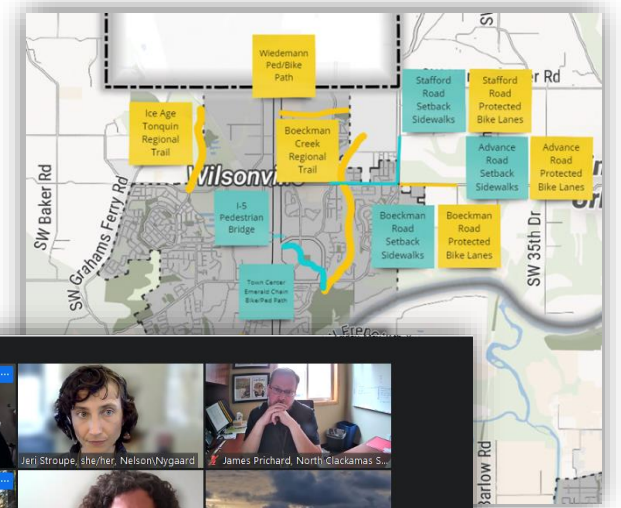 Wiedemann
Ped/Bike
Path
Stafford
Road
Setback
Sidewalks
Stafford
Road
Protected
Bike Lanes
er Rd
Ice Age
Tonquin
Regional
Trail
Boeckman
Creek
Regional
Trail
Advance
Road
Setback
Sidewalks
Advance
Road
Protected
Bike Lanes
Wilsonvil
SW Baker Rd
SW Grahams Ferry Rd
I-5
Pedestrian
Bridge
Boeckman
Road
Setback
Sidewalks
Boeckman
Road
Protected
Bike Lanes
SW 35th Dr
Town Center
Emerald Chain
Bike/Ped Path
Barlow Rd
Jeri Stroupe, she/her, Nelson\Nygaard
James Prichard, North Clackamas S...